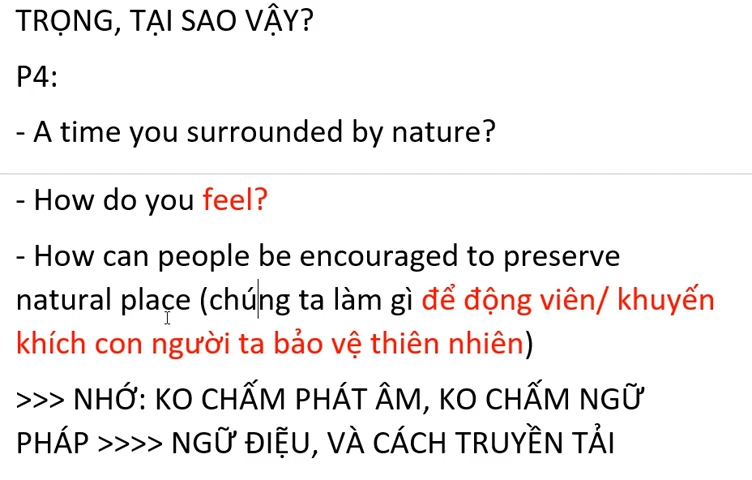 TRỌNG, TẠI SAO VẬY?
P4:
- A time you surrounded by nature?
- How do you feel?
- How can people be encouraged to preserve
natural place (chúng ta làm gì để động viên/ khuyến
khích con người ta bảo vệ thiên nhiên)
>>> NHỚ: KO CHẤM PHÁT ÂM, KO CHẤM NGỮ
PHÁP >>>> NGỮ ĐIỆU, VÀ CÁCH TRUYỀN TẢI